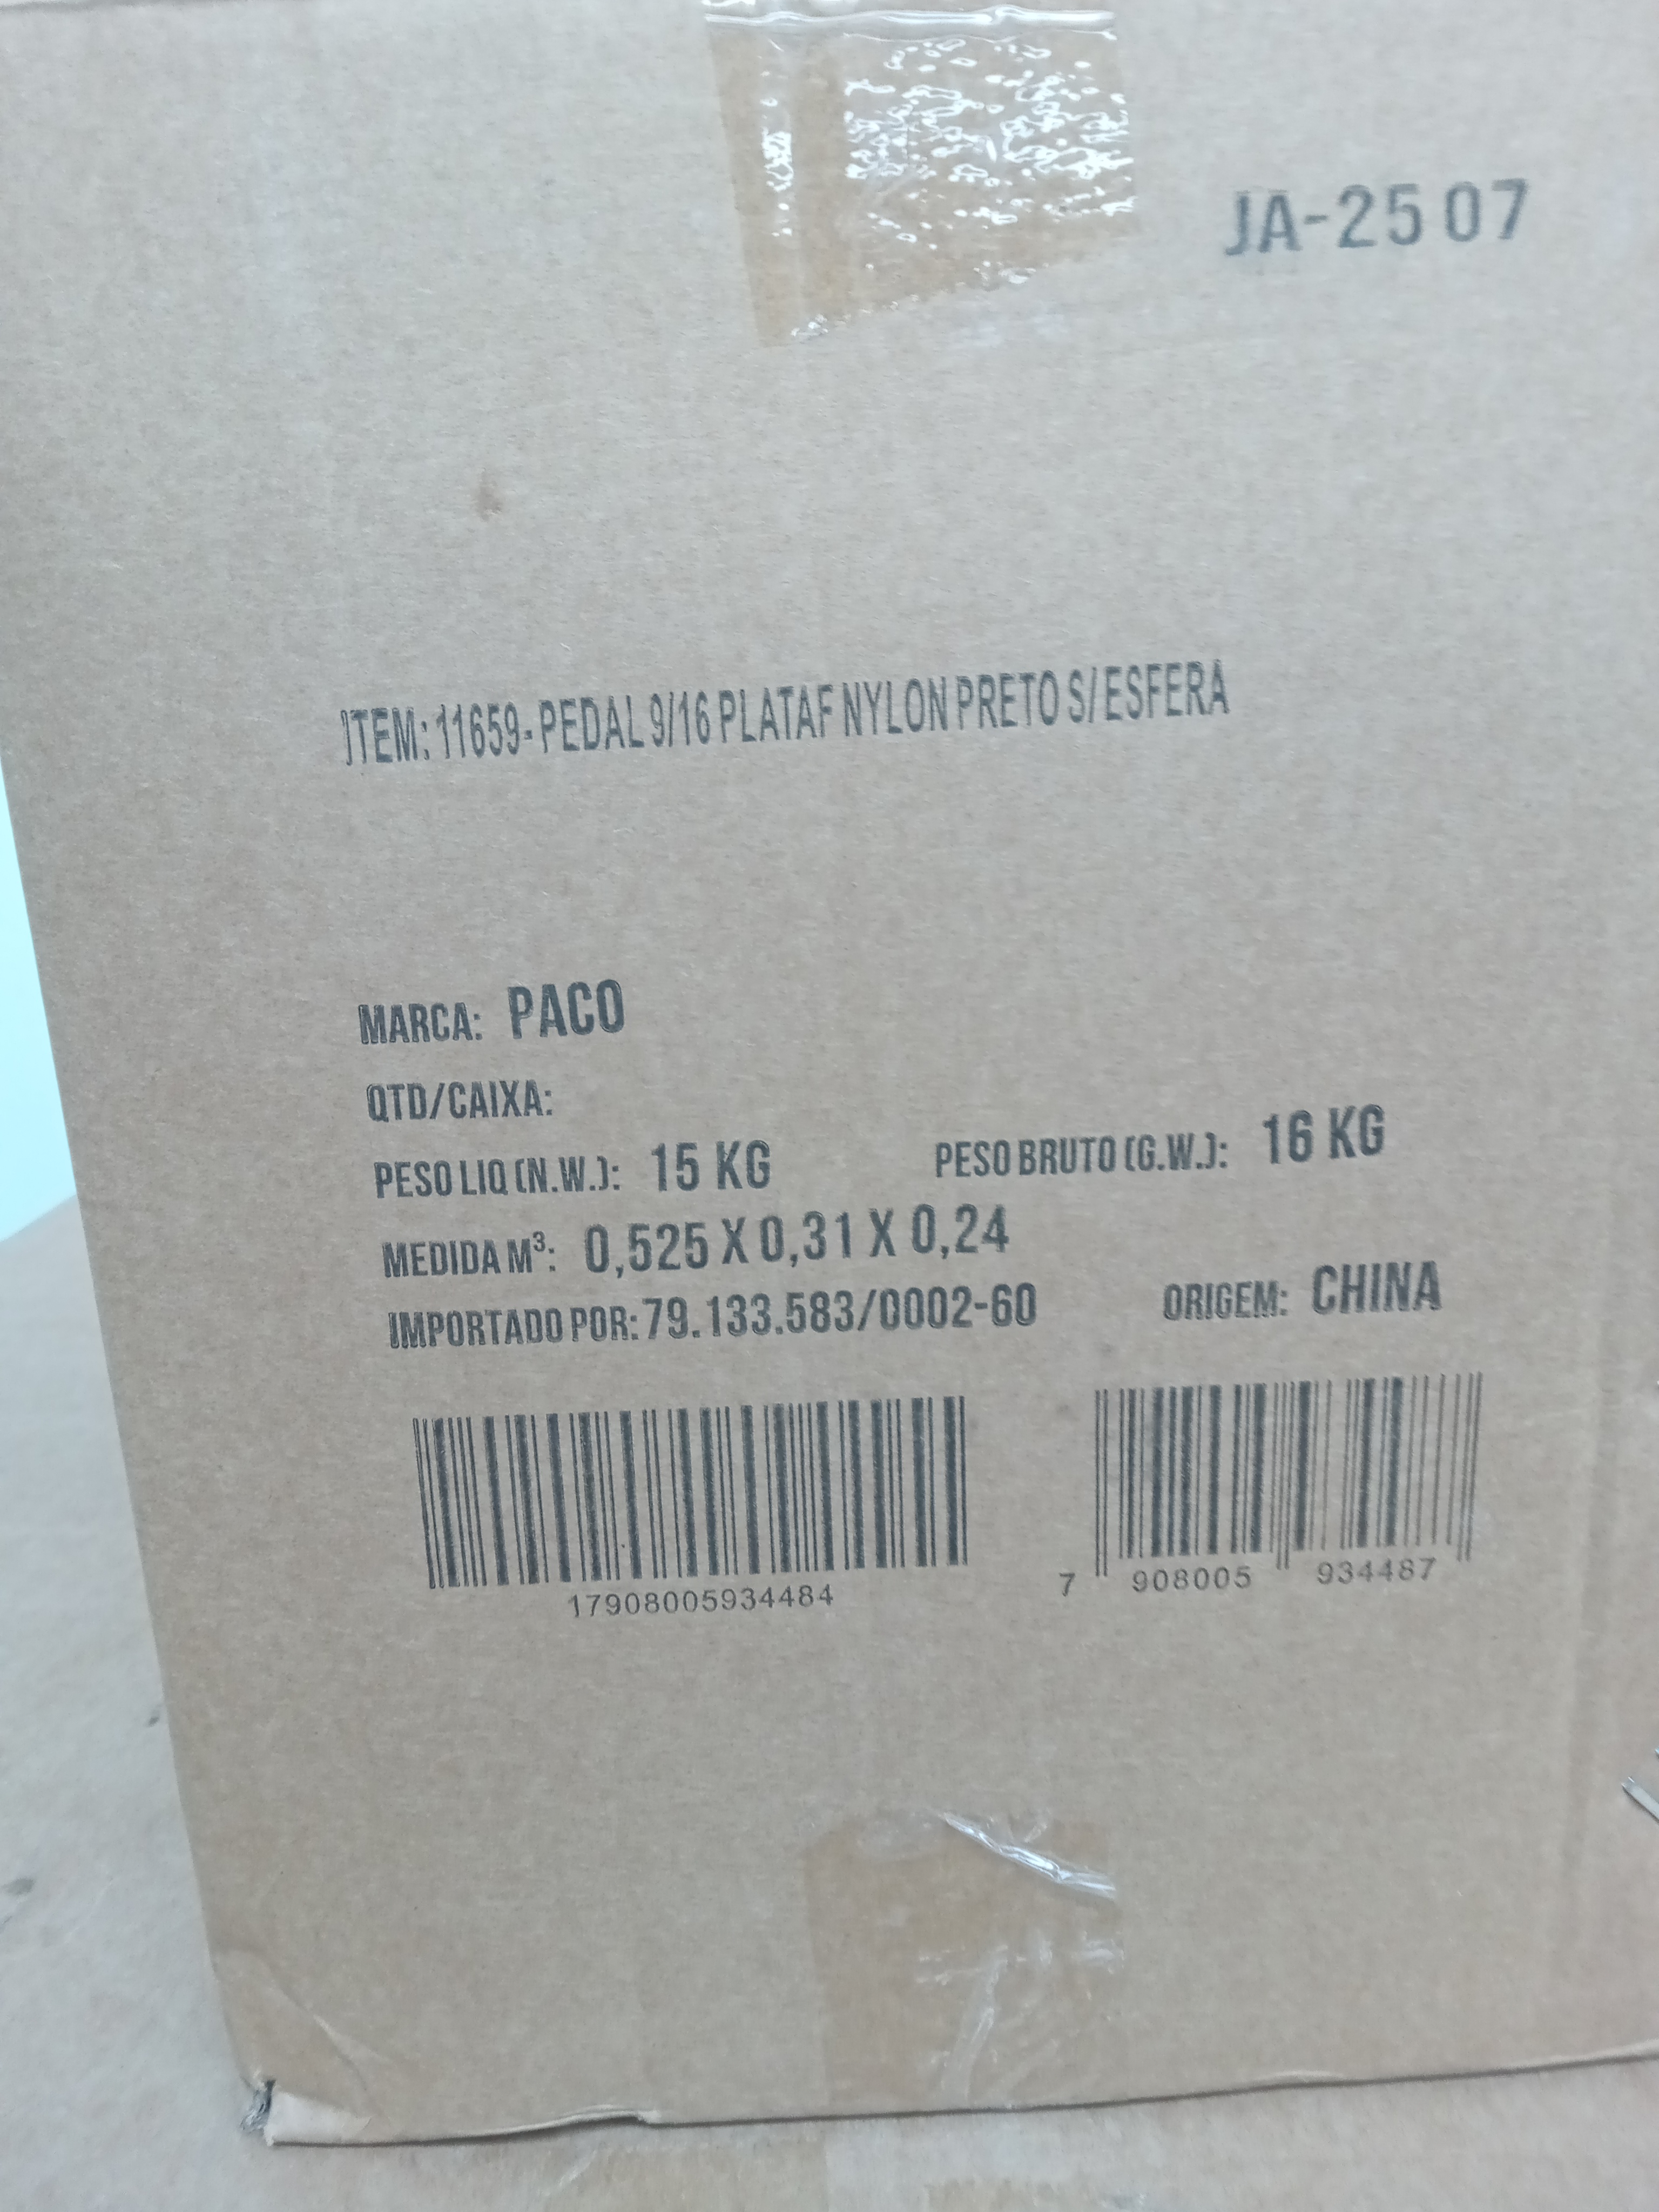 JA-2507
ITEM: 11659- PEDAL 9/16 PLATAF NYLON PRETO S/ESFERA
MARCA: PACO
QTD/CAIXA:
PESO LIQ (N.W.): 15 KG PESO BRUTO (G.W.): 16 KG
MEDIDA M³: 0,525 X 0,31 X 0,24
IMPORTADO POR: 79.133.583/0002-60 ORIGEM: CHINA
17908005934484 7 908005 934487